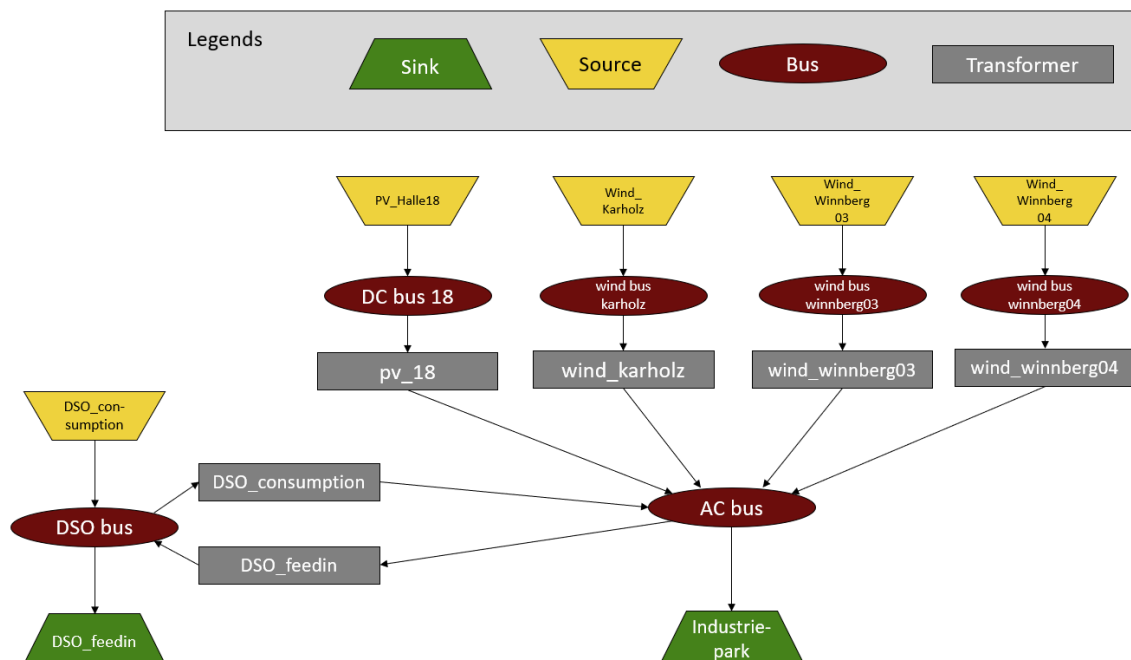 Legends
Sink
Source
Bus
Transformer
PV_Halle18
Wind_
Karholz
Wind_
Winnberg
03
Wind_
Winnberg
04
DC bus 18
wind bus
karholz
wind bus
winnberg03
wind bus
winnberg04
pv_18
wind_karholz
wind_winnberg03
wind_winnberg04
DSO_con-
sumption
DSO_consumption
DSO bus
AC bus
DSO_feedin
DSO_feedin
Industrie-
park